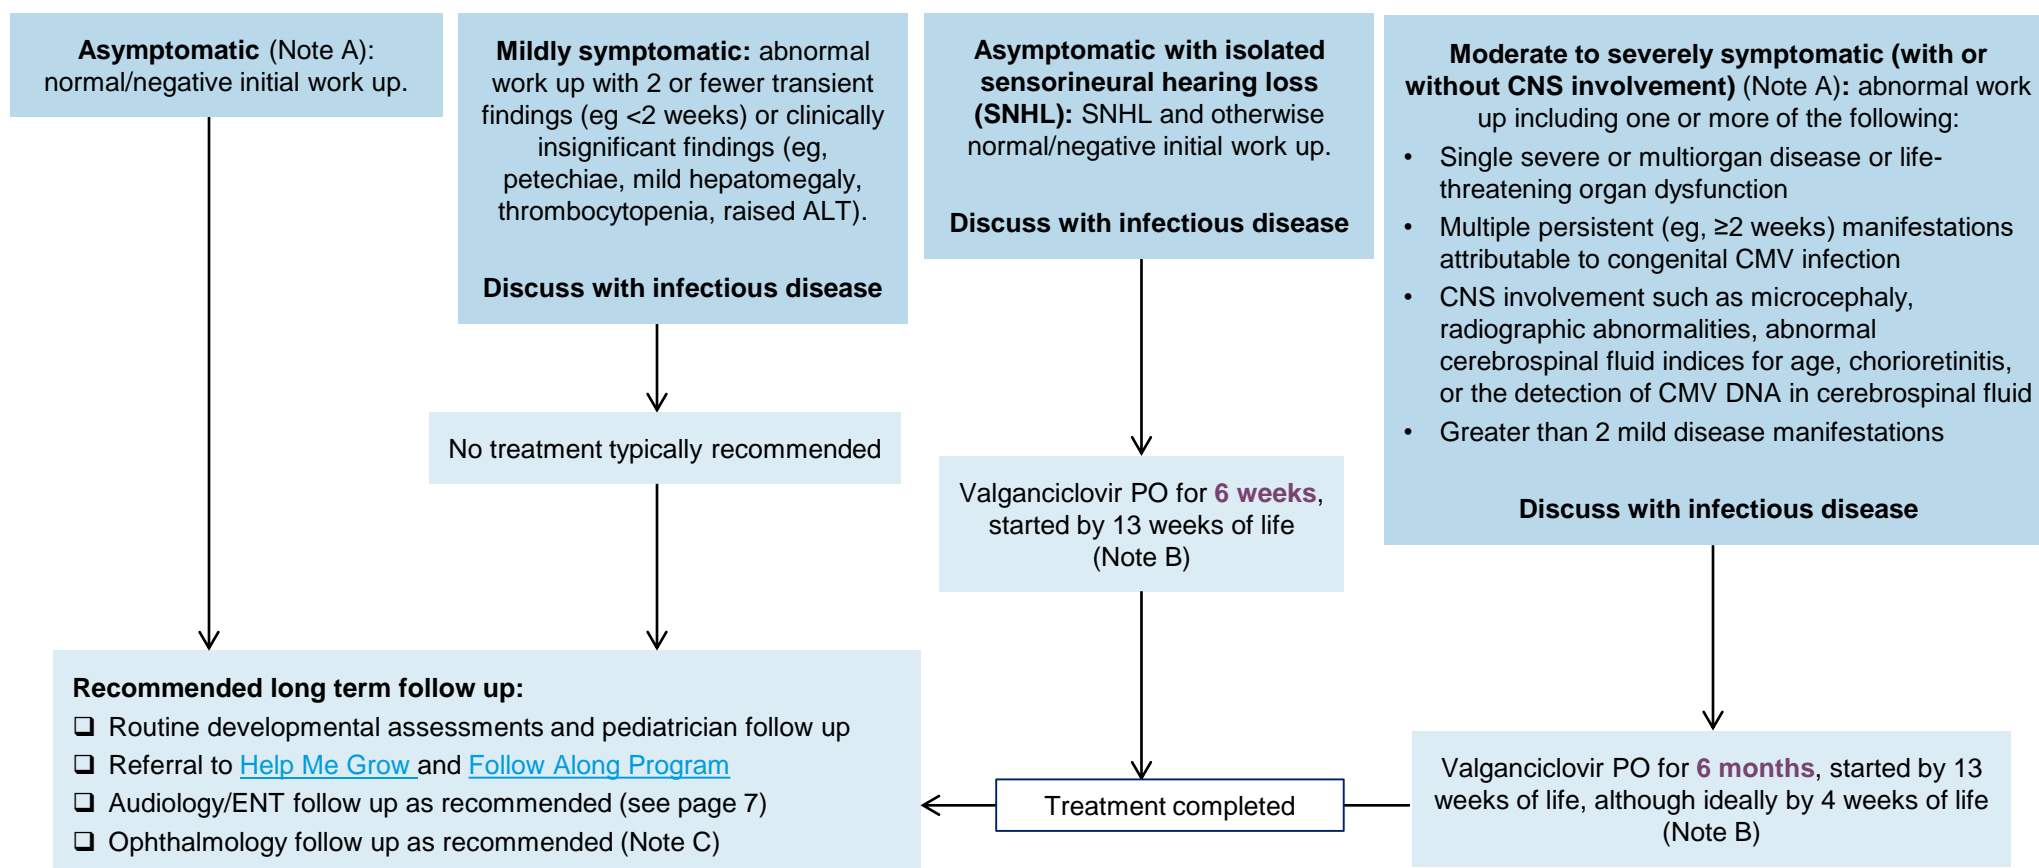 Asymptomatic (Note A):
normal/negative initial work up.
Mildly symptomatic: abnormal
work up with 2 or fewer transient
findings (eg <2 weeks) or clinically
insignificant findings (eg,
petechiae, mild hepatomegaly,
thrombocytopenia, raised ALT).
Discuss with infectious disease
Asymptomatic with isolated
sensorineural hearing loss
(SNHL): SNHL and otherwise
normal/negative initial work up.
Discuss with infectious disease
Moderate to severely symptomatic (with or
without CNS involvement) (Note A): abnormal work
up including one or more of the following:
• Single severe or multiorgan disease or life-
threatening organ dysfunction
• Multiple persistent (eg, ≥2 weeks) manifestations
attributable to congenital CMV infection
• CNS involvement such as microcephaly,
radiographic abnormalities, abnormal
cerebrospinal fluid indices for age, chorioretinitis,
or the detection of CMV DNA in cerebrospinal fluid
• Greater than 2 mild disease manifestations
Discuss with infectious disease
No treatment typically recommended
Valganciclovir PO for 6 weeks,
started by 13 weeks of life
(Note B)
Recommended long term follow up:
❑ Routine developmental assessments and pediatrician follow up
❑ Referral to Help Me Grow and Follow Along Program
❑ Audiology/ENT follow up as recommended (see page 7)
❑ Ophthalmology follow up as recommended (Note C)
Treatment completed
Valganciclovir PO for 6 months, started by 13
weeks of life, although ideally by 4 weeks of life
(Note B)